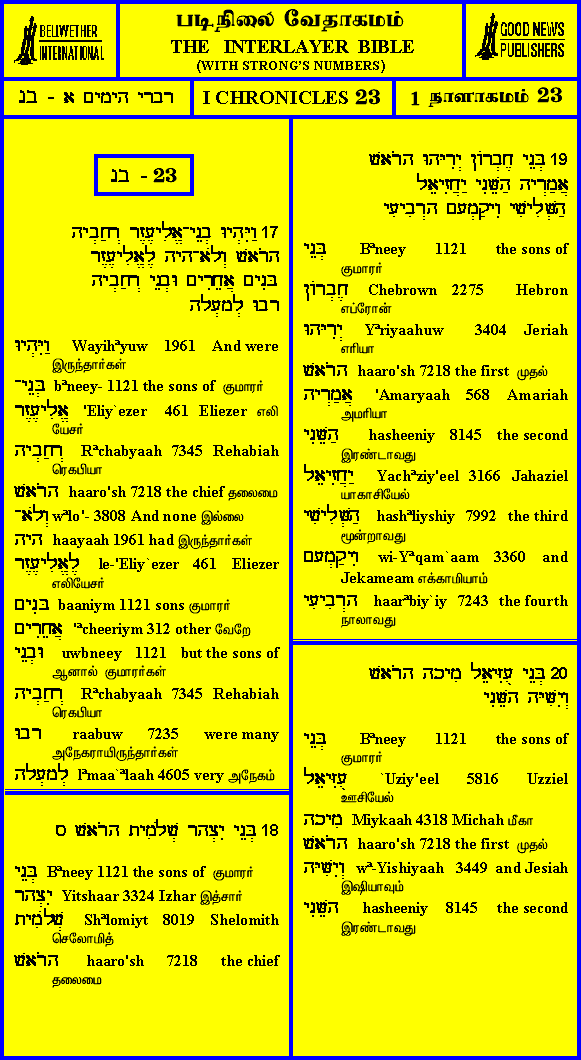 BELLWETHER
INTERNATIONAL
படிநிலை வேதாகமம்
THE INTERLAYER BIBLE
(WITH STRONG'S NUMBERS)
GOOD NEWS
PUBLISHERS
דברי הימים א - בנ
I CHRONICLES 23
1 நாளாகமம் 23
בנ - 23
17 וַיִּהְיוּ בְנֵי־אֱלִיעֶזֶר רְחַבְיָה
הָרֹאשׁ וְלֹא־הָיָה לֶאֱלִיעֶזֶר
בָּנִים אֲחֵרִים וּבְנֵי רְחַבְיָה
רָבוּ לְמָעְלָה
וַיִּהְיוּ Wayihªyuw 1961 And were
இருந்தார்கள்
בְנֵי־ bªneey- 1121 the sons of குமாரர்
אֱלִיעֶזֶר 'Eliy`ezer 461 Eliezer எலி
யேசர்
רְחַבְיָה Rªchabyaah 7345 Rehabiah
ரெகபியா
הָרֹאשׁ haaro'sh 7218 the chief தலைமை
וְלֹא־ wªlo'- 3808 And none இல்லை
הָיָה haayaah 1961 had இருந்தார்கள்
לֶאֱלִיעֶזֶר le-'Eliy`ezer 461 Eliezer
எலியேசர்
בָּנִים baaniym 1121 sons குமாரர்
אֲחֵרִים 'ªcheeriym 312 other வேறே
וּבְנֵי uwbneey 1121 but the sons of
ஆனால் குமாரர்கள்
רְחַבְיָה Rªchabyaah 7345 Rehabiah
ரெகபியா
רָבוּ raabuw 7235 were many
அநேகராயிருந்தார்கள்
לְמָעְלָה lªmaa`ªlaah 4605 very அநேகம்
18 בְּנֵי יִצְהָר שְׁלֹמִית הָרֹאשׁ ס
בְּנֵי Bªneey 1121 the sons of குமாரர்
יִצְהָר Yitshaar 3324 Izhar இத்சார்
שְׁלֹמִית Shªlomiyt 8019 Shelomith
செலோமித்
הָרֹאשׁ haaro'sh 7218 the chief
தலைமை
19 בְּנֵי חֶבְרוֹן יְרִיָּהוּ הָרֹאשׁ
אֲמַרְיָה הַשֵּׁנִי יַחֲזִיאֵל
הַשְּׁלִישִׁי וִיקַמְעָם הָרְבִיעִי
בְּנֵי Bªneey 1121 the sons of
குமாரர்
חֶבְרוֹן Chebrown 2275 Hebron
எப்ரோன்
יְרִיָּהוּ Yªriyaahuw 3404 Jeriah
எரியா
הָרֹאשׁ haaro'sh 7218 the first முதல்
אֲמַרְיָה 'Amaryaah 568 Amariah
அமரியா
הַשֵּׁנִי hasheeniy 8145 the second
இரண்டாவது
יַחֲזִיאֵל Yachªziy'eel 3166 Jahaziel
யாகாசியேல்
הַשְּׁלִישִׁי hashªliyshiy 7992 the third
மூன்றாவது
וִיקַמְעָם wi-Yªqam`aam 3360 and
Jekameam எக்காமியாம்
הָרְבִיעִי haarªbiy`iy 7243 the fourth
நாலாவது
20 בְּנֵי עֻזִּיאֵל מִיכָה הָרֹאשׁ
וְיִשִּׁיָּה הַשֵּׁנִי
בְּנֵי Bªneey 1121 the sons of
குமாரர்
עֻזִּיאֵל `Uziy'eel 5816 Uzziel
ஊசியேல்
מִיכָה Miykaah 4318 Michah மீகா
הָרֹאשׁ haaro'sh 7218 the first முதல்
וְיִשִּׁיָּה wª-Yishiyaah 3449 and Jesiah
இஷியாவும்
הַשֵּׁנִי hasheeniy 8145 the second
இரண்டாவது